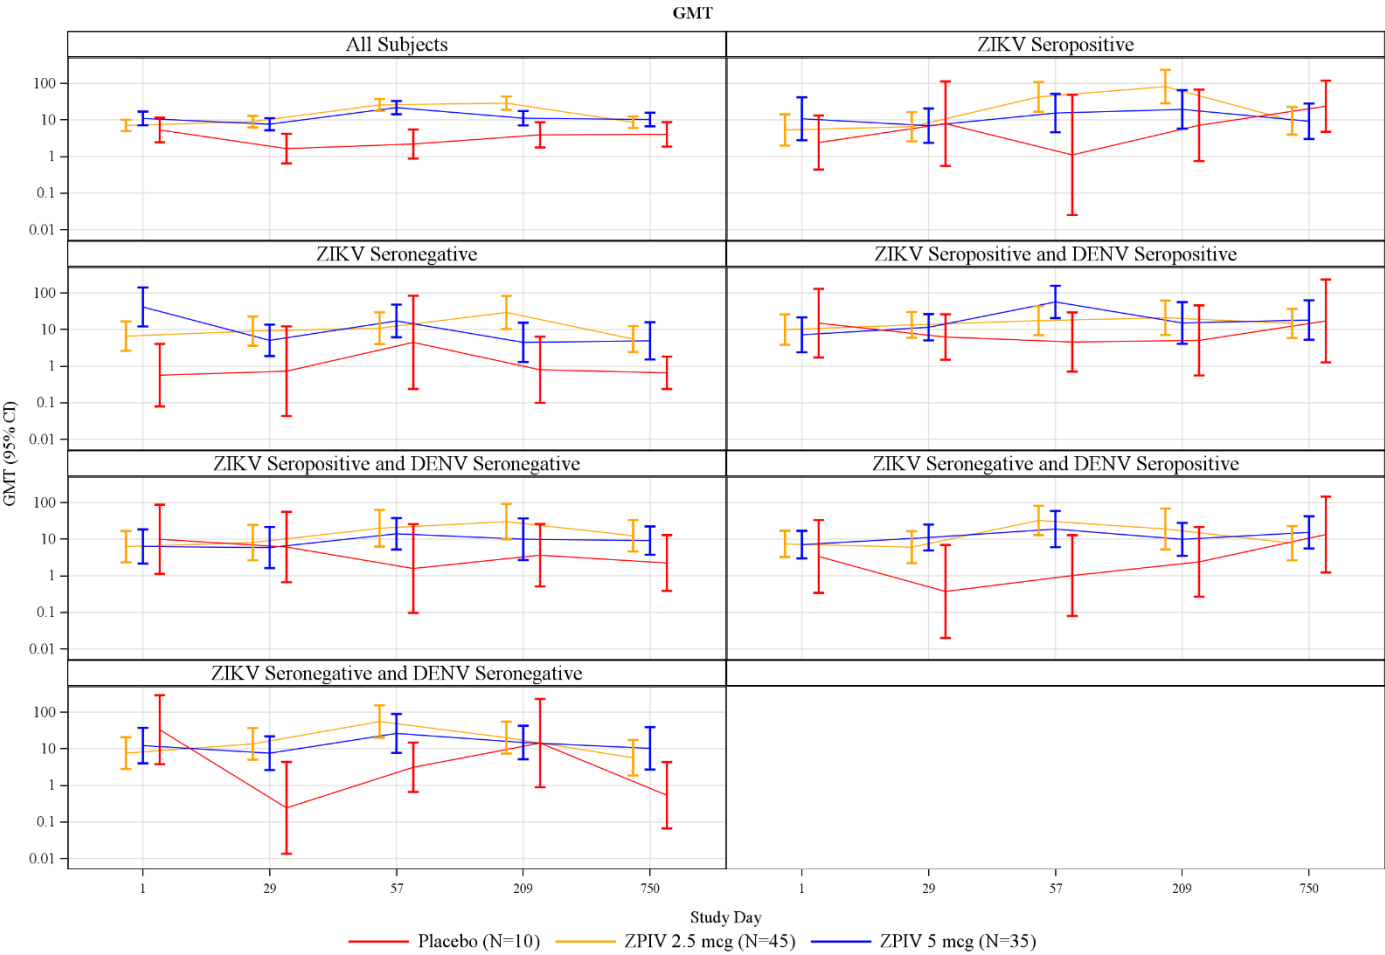 GMT
All Subjects
ZIKV Seropositive
100
10
1
0.1
0.01
ZIKV Seronegative
ZIKV Seropositive and DENV Seropositive
100
10
1
0.1
0.01
ZIKV Seropositive and DENV Seronegative
ZIKV Seronegative and DENV Seropositive
100
10
1
0.1
0.01
ZIKV Seronegative and DENV Seronegative
100
10
1
0.1
0.01
GMT (95% CI)
1 29 57 209 750
1 29 57 209 750
Study Day
Placebo (N=10) ZPIV 2.5 mcg (N=45) ZPIV 5 mcg (N=35)